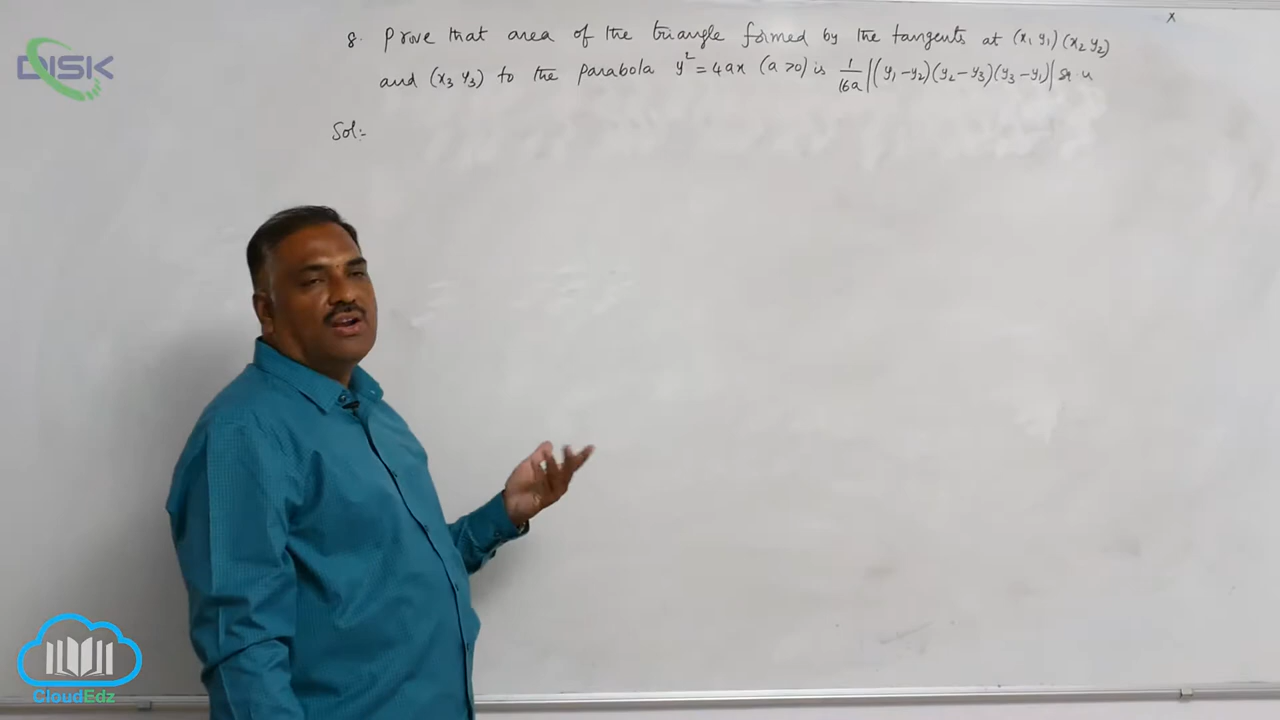 x
8. Prove that area of the triangle formed by the tangents at (x₁ y₁) (x₂ y₂)
and (x₃ y₃) to the parabola y² = 4ax (a >0) is 1/16a |(y₁-y₂)(y₂-y₃)(y₃-y₁)| sq u
Sol:-
DISK
CloudEdz